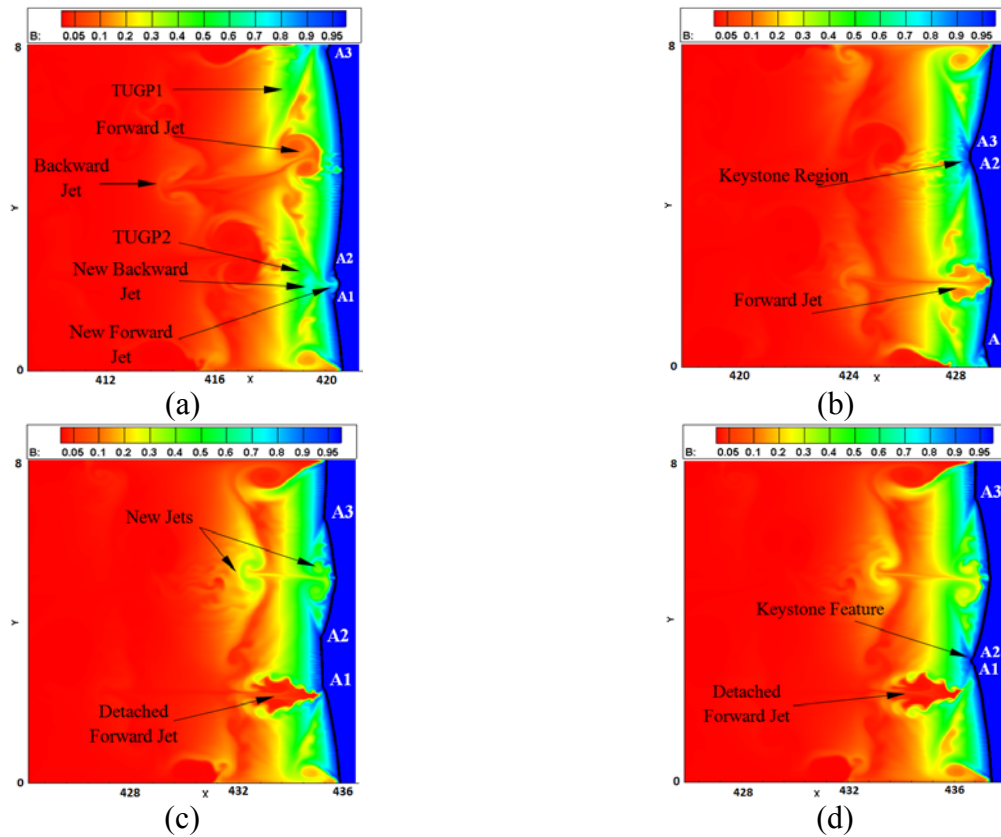 B: 0.05 0.1 0.2 0.3 0.4 0.5 0.6 0.7 0.8 0.9 0.95
8
A3
TUGP1
Forward Jet
Backward
Jet
Y
TUGP2
A2
New Backward
Jet
A1
New Forward
Jet
0
412 416 X 420
(a)
B: 0.05 0.1 0.2 0.3 0.4 0.5 0.6 0.7 0.8 0.9 0.95
8
A3
A2
Keystone Region
Y
Forward Jet
A
0
420 424 X 428
(b)
B: 0.05 0.1 0.2 0.3 0.4 0.5 0.6 0.7 0.8 0.9 0.95
8
A3
New Jets
Y
A2
A1
Detached
Forward Jet
0
428 X 432 436
(c)
B: 0.05 0.1 0.2 0.3 0.4 0.5 0.6 0.7 0.8 0.9 0.95
8
A3
Y
Keystone Feature
A2
A1
Detached
Forward Jet
0
428 X 432 436
(d)